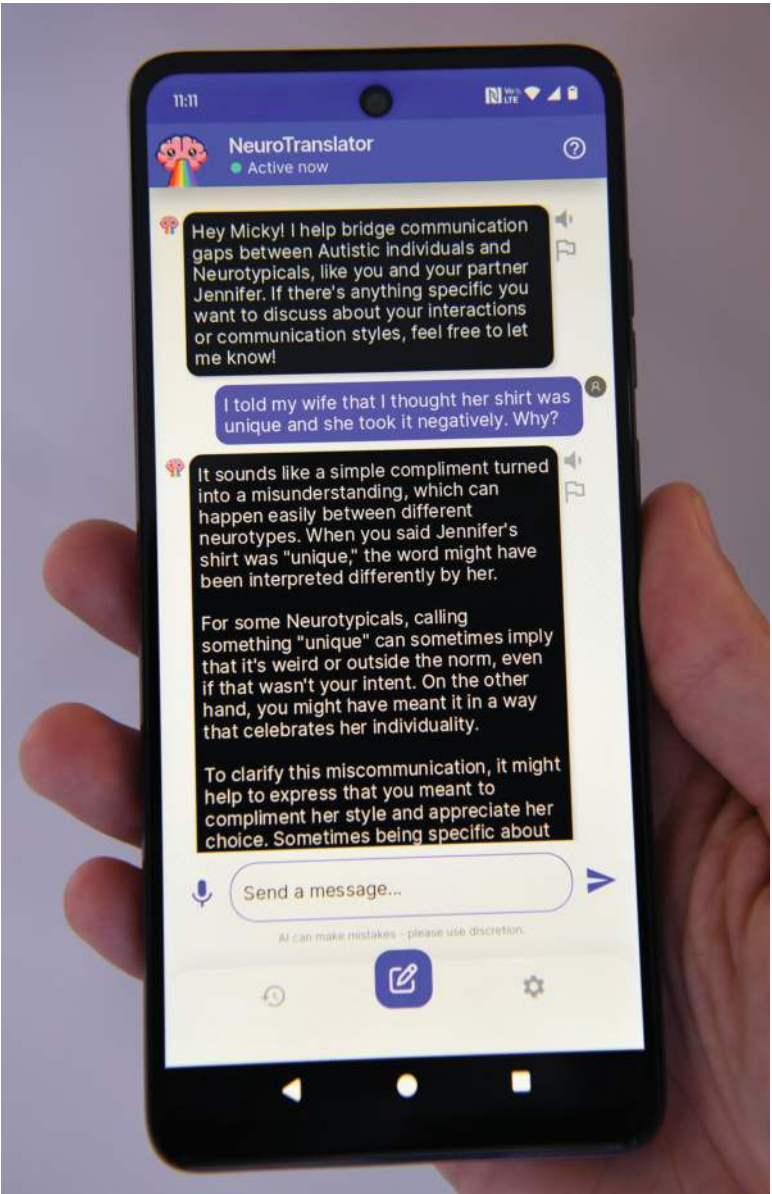 11:11
Vo
LTE
NeuroTranslator
Active now
Hey Micky! I help bridge communication
gaps between Autistic individuals and
Neurotypicals, like you and your partner
Jennifer. If there's anything specific you
want to discuss about your interactions
or communication styles, feel free to let
me know!
I told my wife that I thought her shirt was
unique and she took it negatively. Why?
It sounds like a simple compliment turned
into a misunderstanding, which can
happen easily between different
neurotypes. When you said Jennifer's
shirt was "unique," the word might have
been interpreted differently by her.
For some Neurotypicals, calling
something "unique" can sometimes imply
that it's weird or outside the norm, even
if that wasn't your intent. On the other
hand, you might have meant it in a way
that celebrates her individuality.
To clarify this miscommunication, it might
help to express that you meant to
compliment her style and appreciate her
choice. Sometimes being specific about
Send a message...
AI can make mistakes - please use discretion.